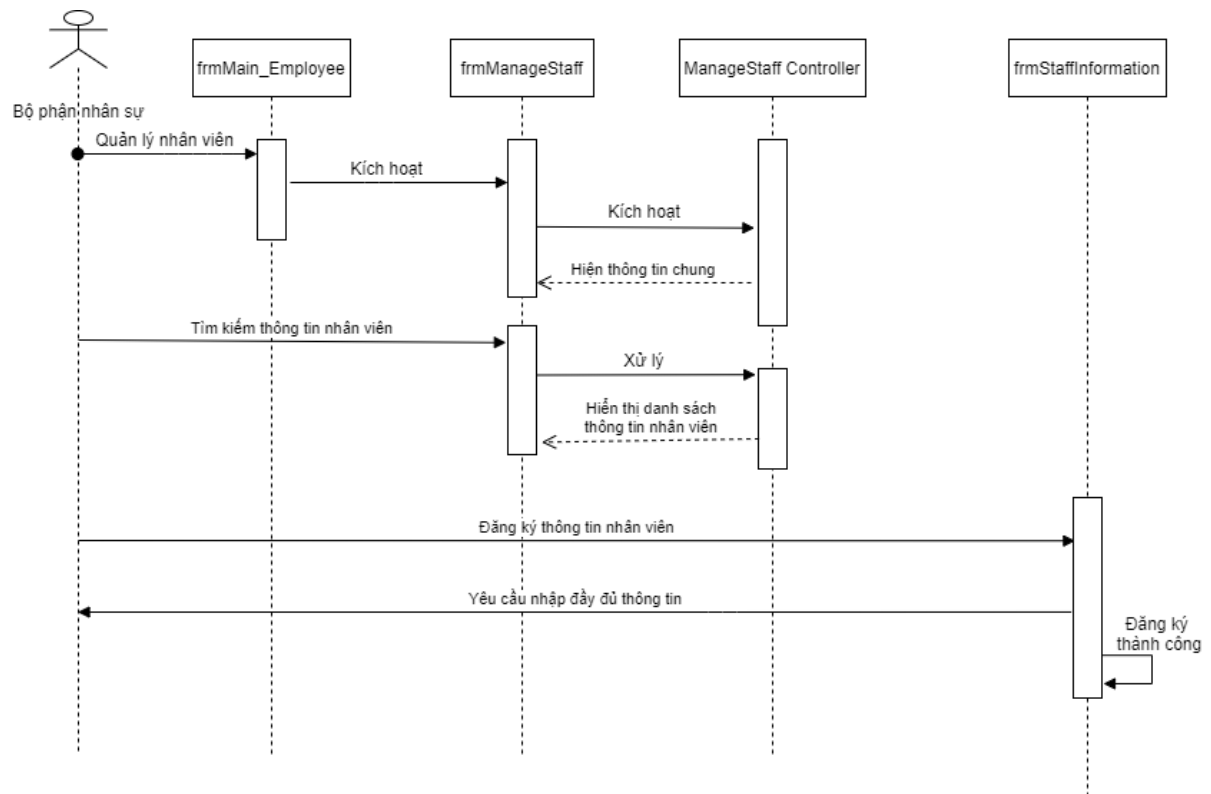 frmMain_Employee
frmManageStaff
ManageStaff Controller
frmStaffInformation
Bộ phận nhân sự
Quản lý nhân viên
Kích hoạt
Kích hoạt
Hiện thông tin chung
Tìm kiếm thông tin nhân viên
Xử lý
Hiển thị danh sách
thông tin nhân viên
Đăng ký thông tin nhân viên
Yêu cầu nhập đầy đủ thông tin
Đăng ký
thành công